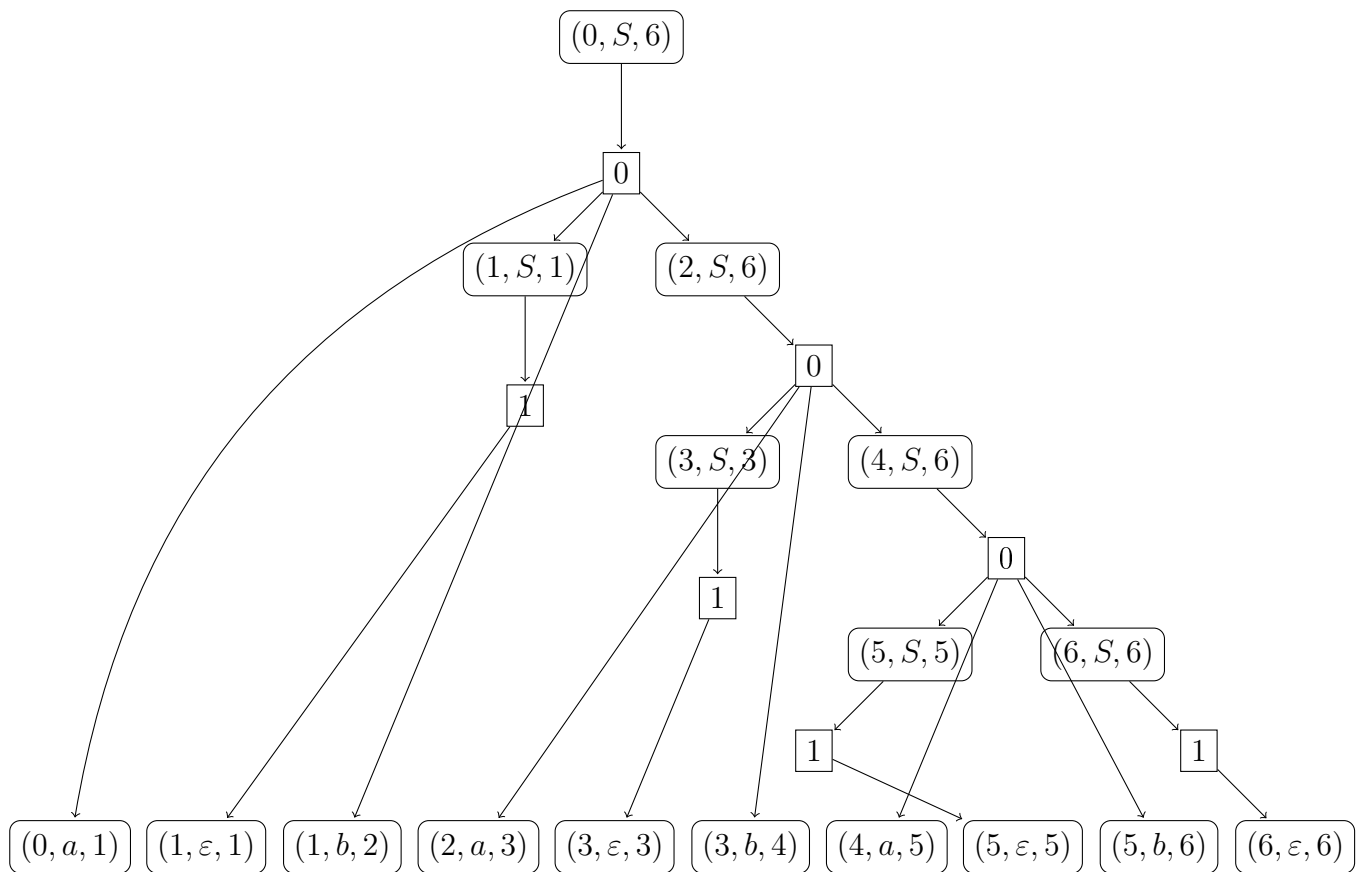 (0, S, 6)
0
(1, S, 1) (2, S, 6)
0
1
(3, S, 3) (4, S, 6)
0
1
(5, S, 5) (6, S, 6)
1 1
(0, a, 1) (1, ε, 1) (1, b, 2) (2, a, 3) (3, ε, 3) (3, b, 4) (4, a, 5) (5, ε, 5) (5, b, 6) (6, ε, 6)